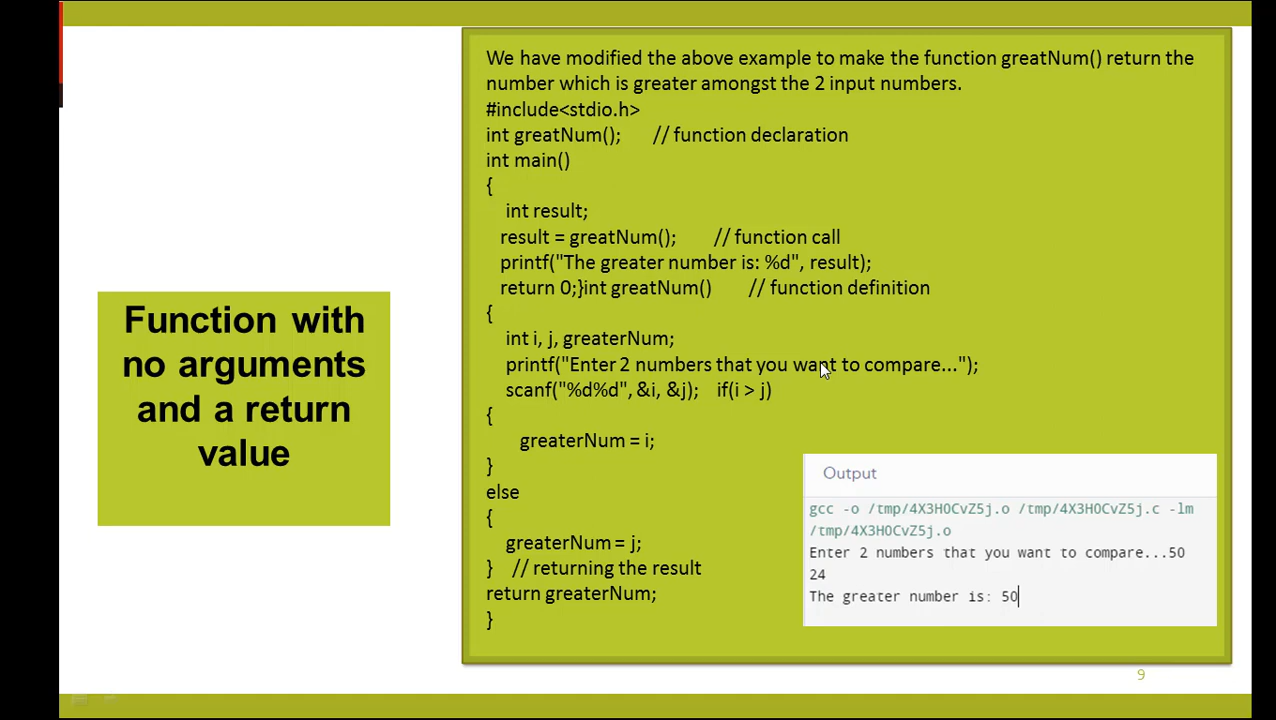 Function with
no arguments
and a return
value
We have modified the above example to make the function greatNum() return the
number which is greater amongst the 2 input numbers.
#include<stdio.h>
int greatNum();       // function declaration
int main()
{
    int result;
   result = greatNum();        // function call
   printf("The greater number is: %d", result);
   return 0;}int greatNum()        // function definition
{
    int i, j, greaterNum;
    printf("Enter 2 numbers that you want to compare...");
    scanf("%d%d", &i, &j);    if(i > j)
{
       greaterNum = i;
}
else
{
    greaterNum = j;
}    // returning the result
return greaterNum;
}
Output
gcc -o /tmp/4X3H0CvZ5j.o /tmp/4X3H0CvZ5j.c -lm
/tmp/4X3H0CvZ5j.o
Enter 2 numbers that you want to compare...50
24
The greater number is: 50
9